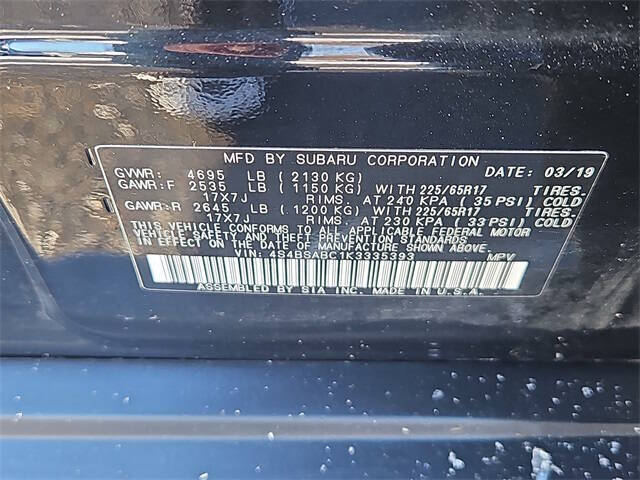 MFD BY SUBARU CORPORATION DATE: 03/19
GVWR: 4695 LB (2130 KG)
GAWR:F 2535 LB (1150 KG) WITH 225/65R17 TIRES.
17X7J RIMS. AT 240 KPA (35 PSI) COLD
GAWR:R 2645 LB (1200 KG) WITH 225/65R17 TIRES.
17X7J RIMS. AT 230 KPA (33 PSI) COLD
THIS VEHICLE CONFORMS TO ALL APPLICABLE FEDERAL MOTOR
VEHICLE SAFETY AND THEFT PREVENTION STANDARDS
IN EFFECT ON THE DATE OF MANUFACTURE SHOWN ABOVE.
VIN: 4S4BSABC1K3335393 MPV
ASSEMBLED BY SIA INC. MADE IN U.S.A.